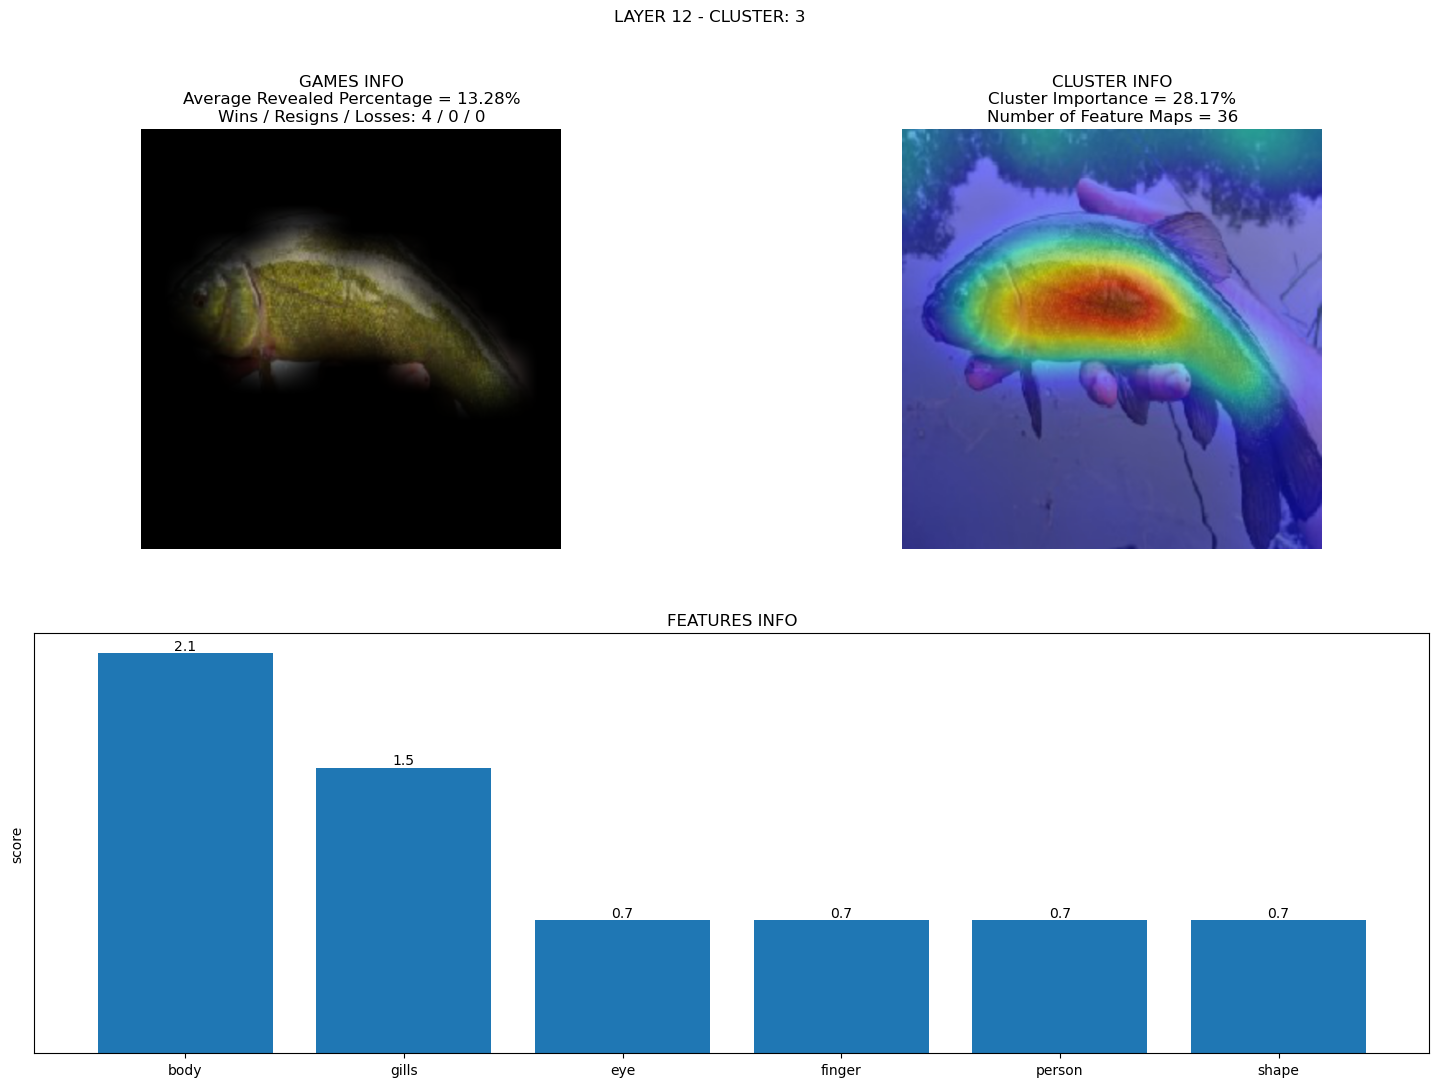 LAYER 12 - CLUSTER: 3
GAMES INFO
Average Revealed Percentage = 13.28%
Wins / Resigns / Losses: 4 / 0 / 0
CLUSTER INFO
Cluster Importance = 28.17%
Number of Feature Maps = 36
FEATURES INFO
score
2.1
1.5
0.7
0.7
0.7
0.7
body
gills
eye
finger
person
shape